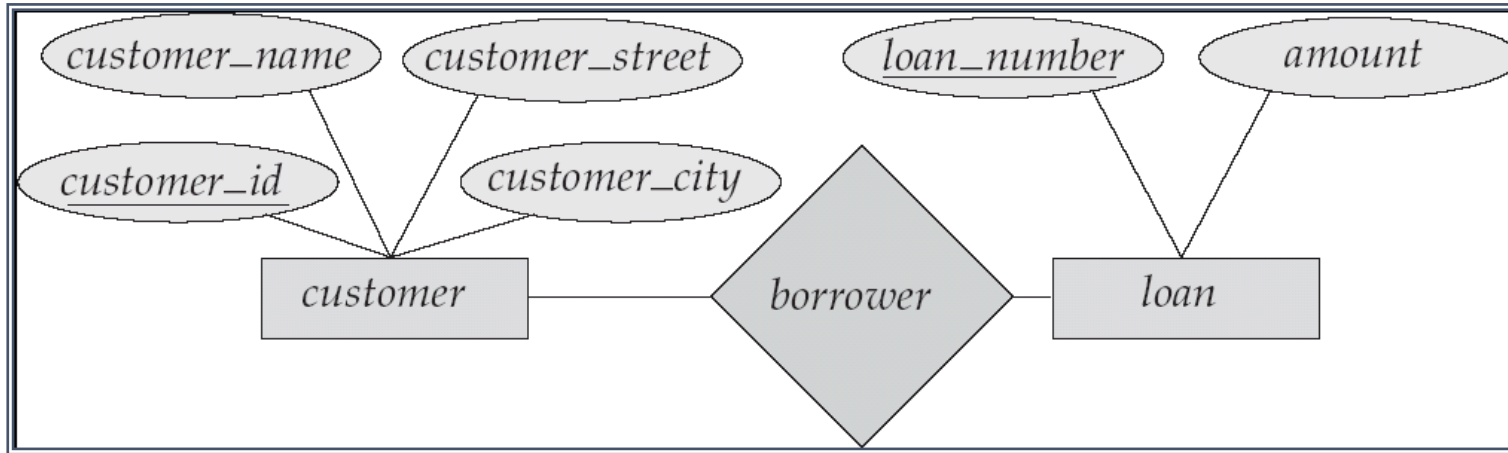 customer_name
customer_street
loan_number
amount
customer_id
customer_city
customer
borrower
loan